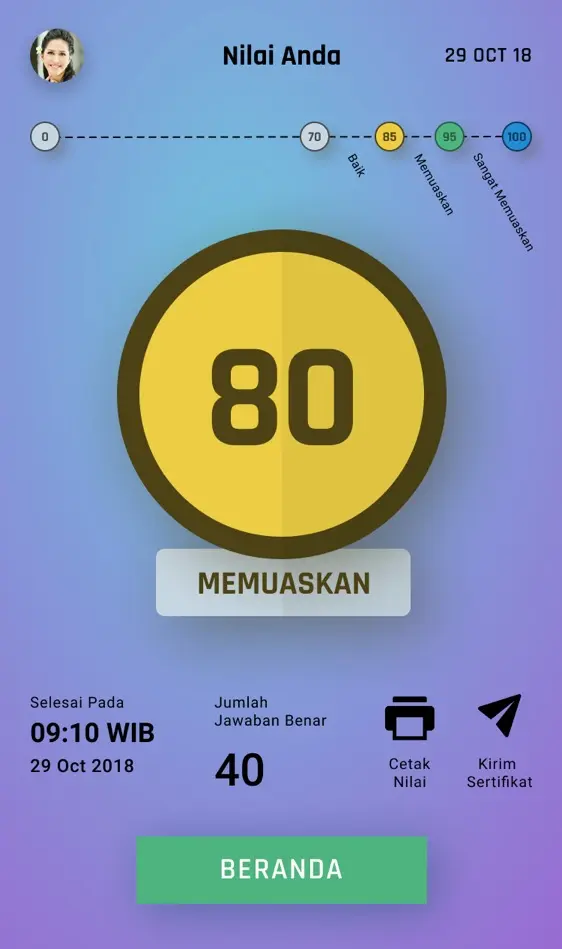 Nilai Anda
29 OCT 18
0
70
85
95
100
Baik
Memuaskan
Sangat Memuaskan
80
MEMUASKAN
Selesai Pada
09:10 WIB
29 Oct 2018
Jumlah
Jawaban Benar
40
Cetak
Nilai
Kirim
Sertifikat
BERANDA